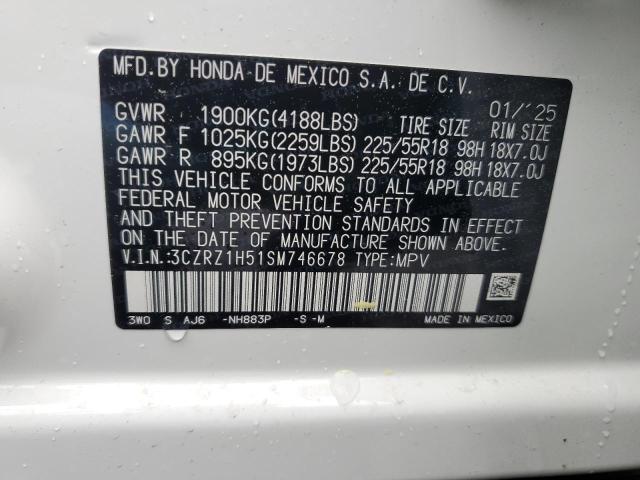 MFD.BY HONDA DE MEXICO S.A. DE C.V.
01/'25
GVWR 1900KG(4188LBS) TIRE SIZE RIM SIZE
GAWR F 1025KG(2259LBS) 225/55R18 98H 18X7.0J
GAWR R 895KG(1973LBS) 225/55R18 98H 18X7.0J
THIS VEHICLE CONFORMS TO ALL APPLICABLE
FEDERAL MOTOR VEHICLE SAFETY
AND THEFT PREVENTION STANDARDS IN EFFECT
ON THE DATE OF MANUFACTURE SHOWN ABOVE.
V.I.N.:3CZRZ1H51SM746678 TYPE:MPV
3W0 S AJ6 -NH883P -S -M
MADE IN MEXICO